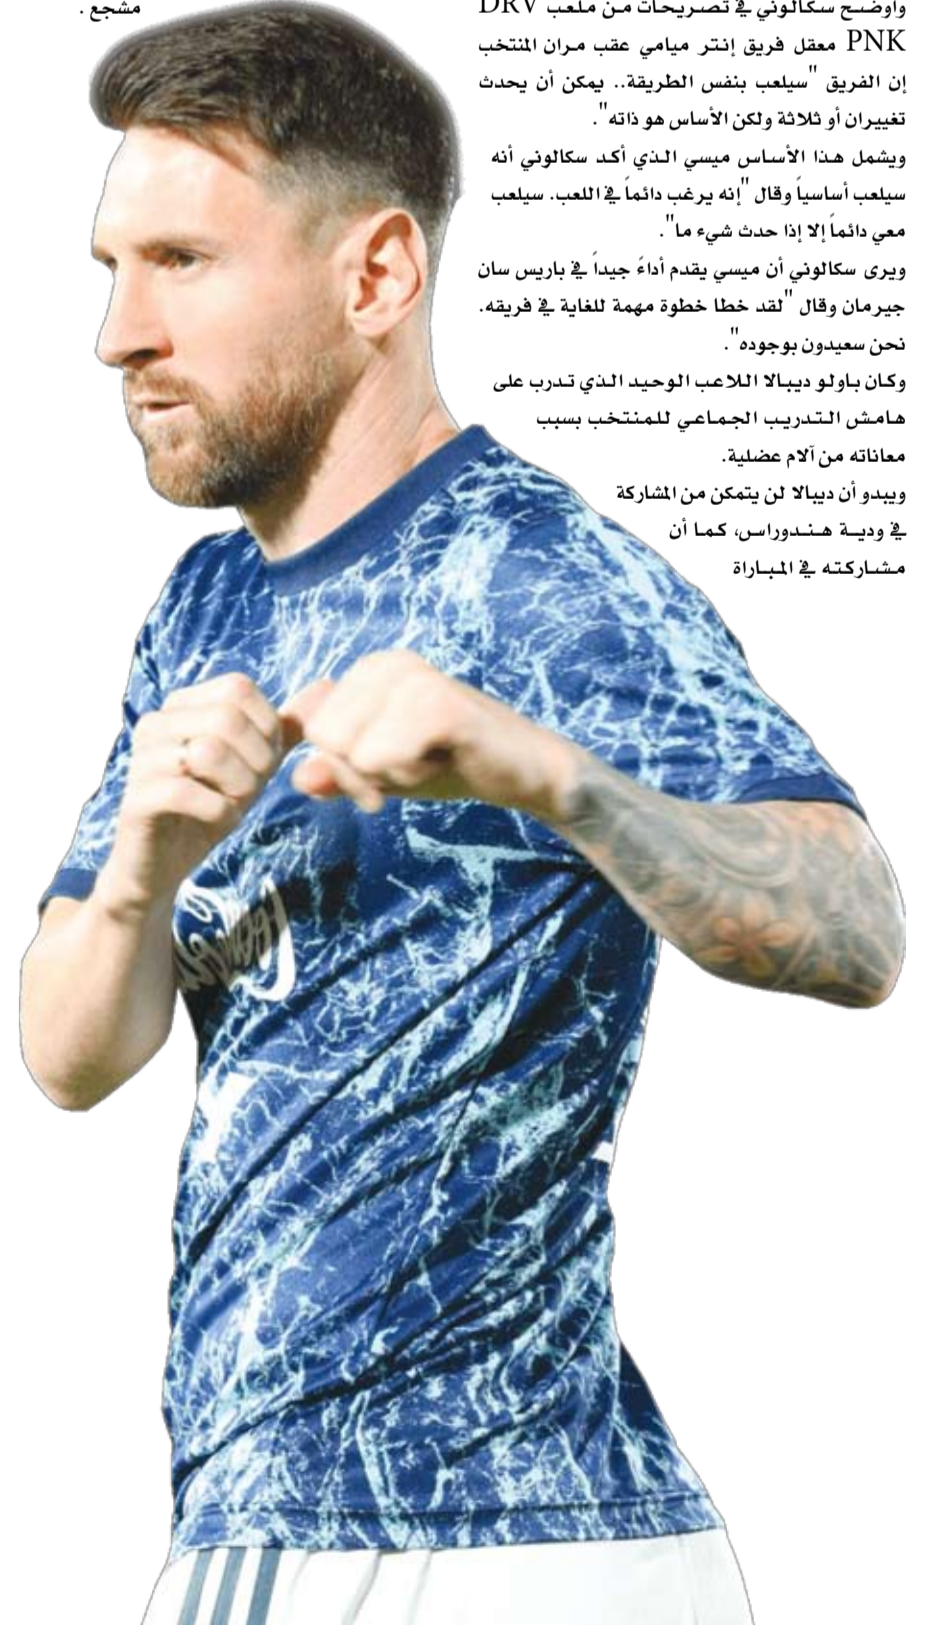 وأوضح سكالوني في تصريحات من ملعب DRV
PNK معقل فريق إنتر ميامي عقب مران المنتخب
إن الفريق "سيلعب بنفس الطريقة.. يمكن أن يحدث
تغييران أو ثلاثة ولكن الأساس هو ذاته".
ويشمل هذا الأساس ميسي الذي أكد سكالوني أنه
سيلعب أساسياً وقال "إنه يرغب دائماً في اللعب. سيلعب
معي دائماً إلا إذا حدث شيء ما".
ويرى سكالوني أن ميسي يقدم أداءً جيداً في باريس سان
جيرمان وقال "لقد خطا خطوة مهمة للغاية في فريقه.
نحن سعيدون بوجوده".
وكان باولو ديبالا اللاعب الوحيد الذي تدرب على
هامش التدريب الجماعي للمنتخب بسبب
معاناته من آلام عضلية.
ويبدو أن ديبالا لن يتمكن من المشاركة
في ودية هندوراس، كما أن
مشاركته في المباراة
مشجع .